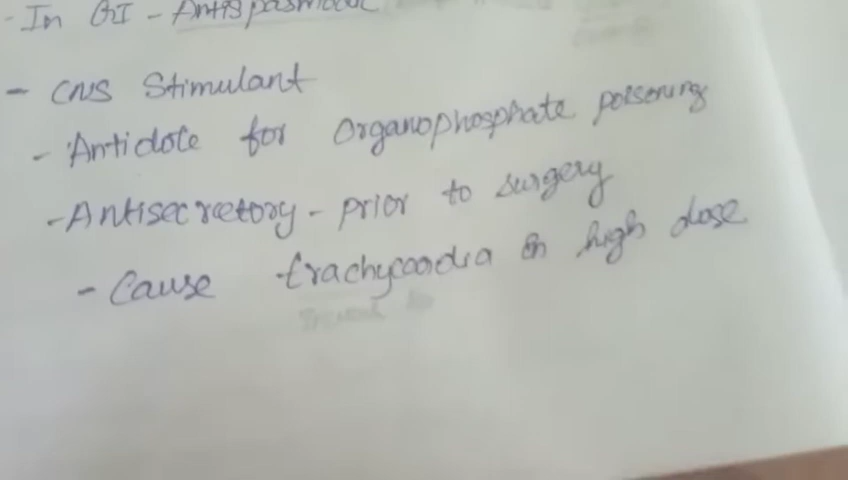 - In GI - Antispasmodic
- CNS Stimulant
- Antidote for Organophosphate poisoning
- Antisecretory - prior to surgery
- Cause trachycardia in high dose